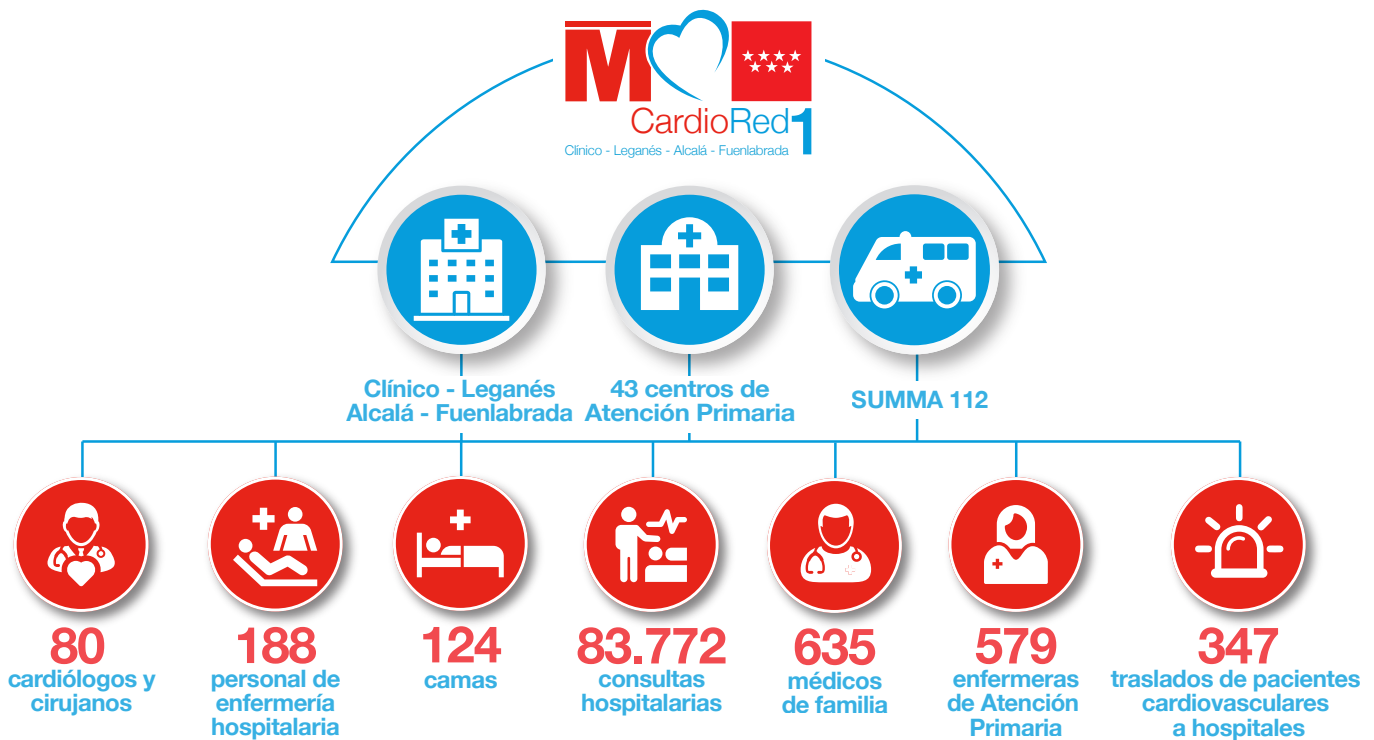 M
CardioRed1
Clínico - Leganés - Alcalá - Fuenlabrada
Clínico - Leganés
Alcalá - Fuenlabrada
43 centros de
Atención Primaria
SUMMA 112
80
cardiólogos y
cirujanos
188
personal de
enfermería
hospitalaria
124
camas
83.772
consultas
hospitalarias
635
médicos
de familia
579
enfermeras
de Atención
Primaria
347
traslados de pacientes
cardiovasculares
a hospitales